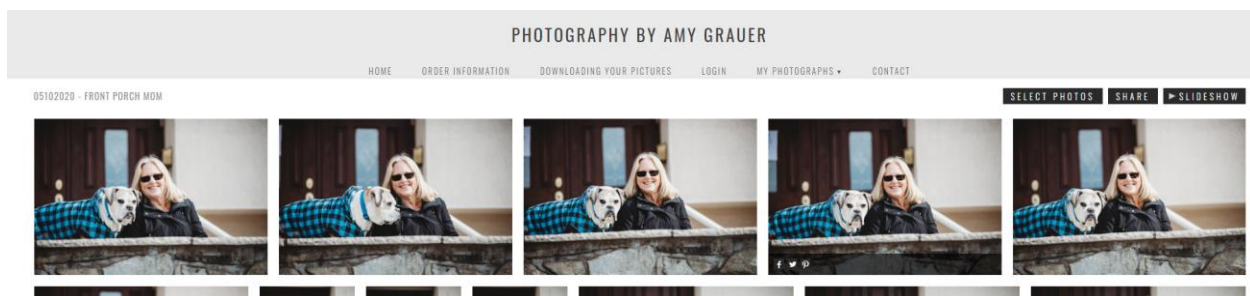 PHOTOGRAPHY BY AMY GRAUER
HOME ORDER INFORMATION DOWNLOADING YOUR PICTURES LOGIN MY PHOTOGRAPHS ▾ CONTACT
05102020 - FRONT PORCH MOM SELECT PHOTOS SHARE ►SLIDESHOW